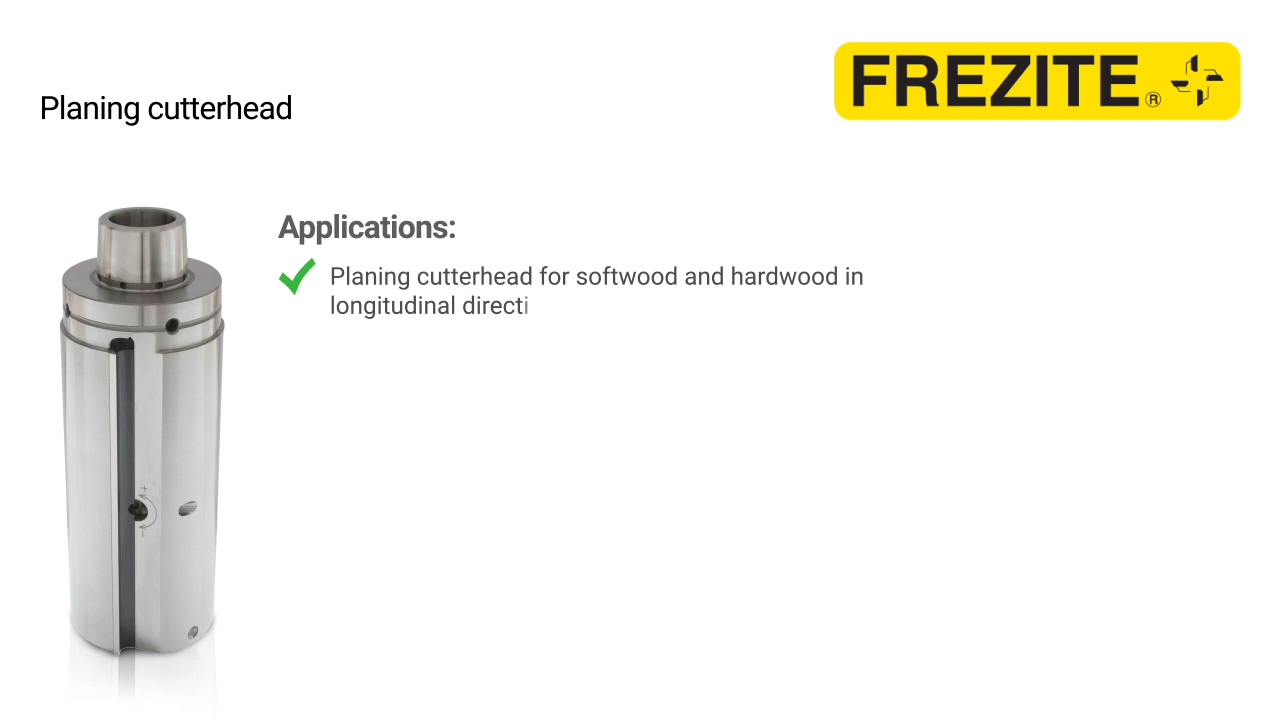 FREZITE®
Planing cutterhead
Applications:
Planing cutterhead for softwood and hardwood in
longitudinal directi